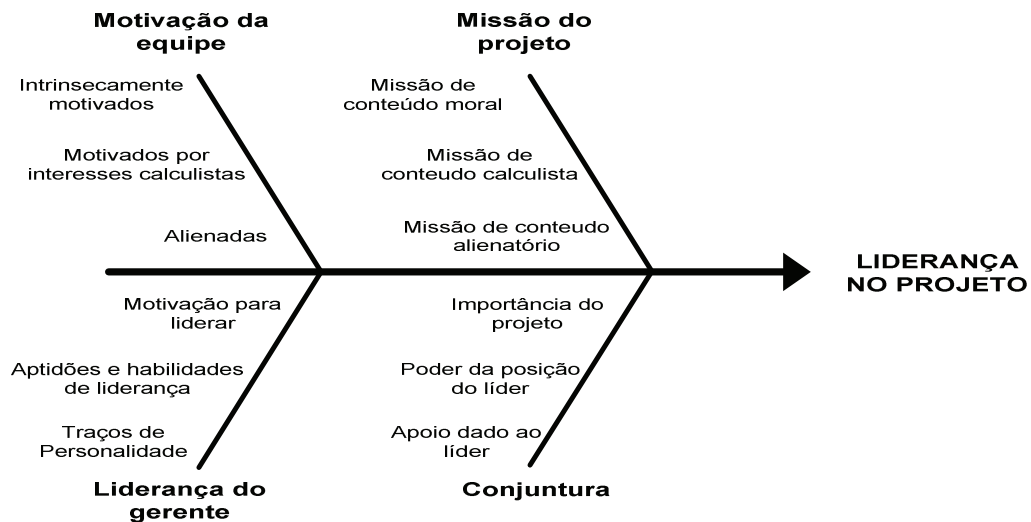 Motivação da
equipe
Missão do
projeto
Intrinsecamente
motivados
Missão de
conteúdo moral
Motivados por
interesses calculistas
Missão de
conteudo calculista
Alienadas
Missão de conteudo
alienatório
LIDERANÇA
NO PROJETO
Motivação para
liderar
Importância do
projeto
Aptidões e habilidades
de liderança
Poder da posição
do líder
Traços de
Personalidade
Apoio dado ao
líder
Liderança do
gerente
Conjuntura